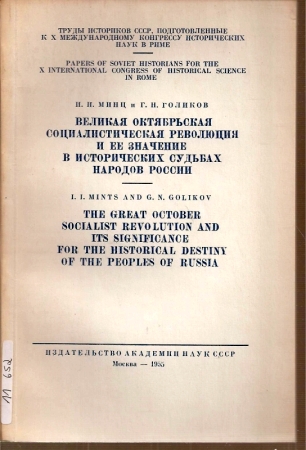 ТРУДЫ ИСТОРИКОВ СССР, ПОДГОТОВЛЕННЫЕ
К X МЕЖДУНАРОДНОМУ КОНГРЕССУ ИСТОРИЧЕСКИХ
НАУК В РИМЕ
PAPERS OF SOVIET HISTORIANS FOR THE
X INTERNATIONAL CONGRESS OF HISTORICAL SCIENCE
IN ROME
И. И. МИНЦ и Г. Н. ГОЛИКОВ
ВЕЛИКАЯ ОКТЯБРЬСКАЯ
СОЦИАЛИСТИЧЕСКАЯ РЕВОЛЮЦИЯ
И ЕЕ ЗНАЧЕНИЕ
В ИСТОРИЧЕСКИХ СУДЬБАХ
НАРОДОВ РОССИИ
I. I. MINTS AND G. N. GOLIKOV
THE GREAT OCTOBER
SOCIALIST REVOLUTION AND
ITS SIGNIFICANCE
FOR THE HISTORICAL DESTINY
OF THE PEOPLES OF RUSSIA
ИЗДАТЕЛЬСТВО АКАДЕМИИ НАУК СССР
Москва — 1955
11 652